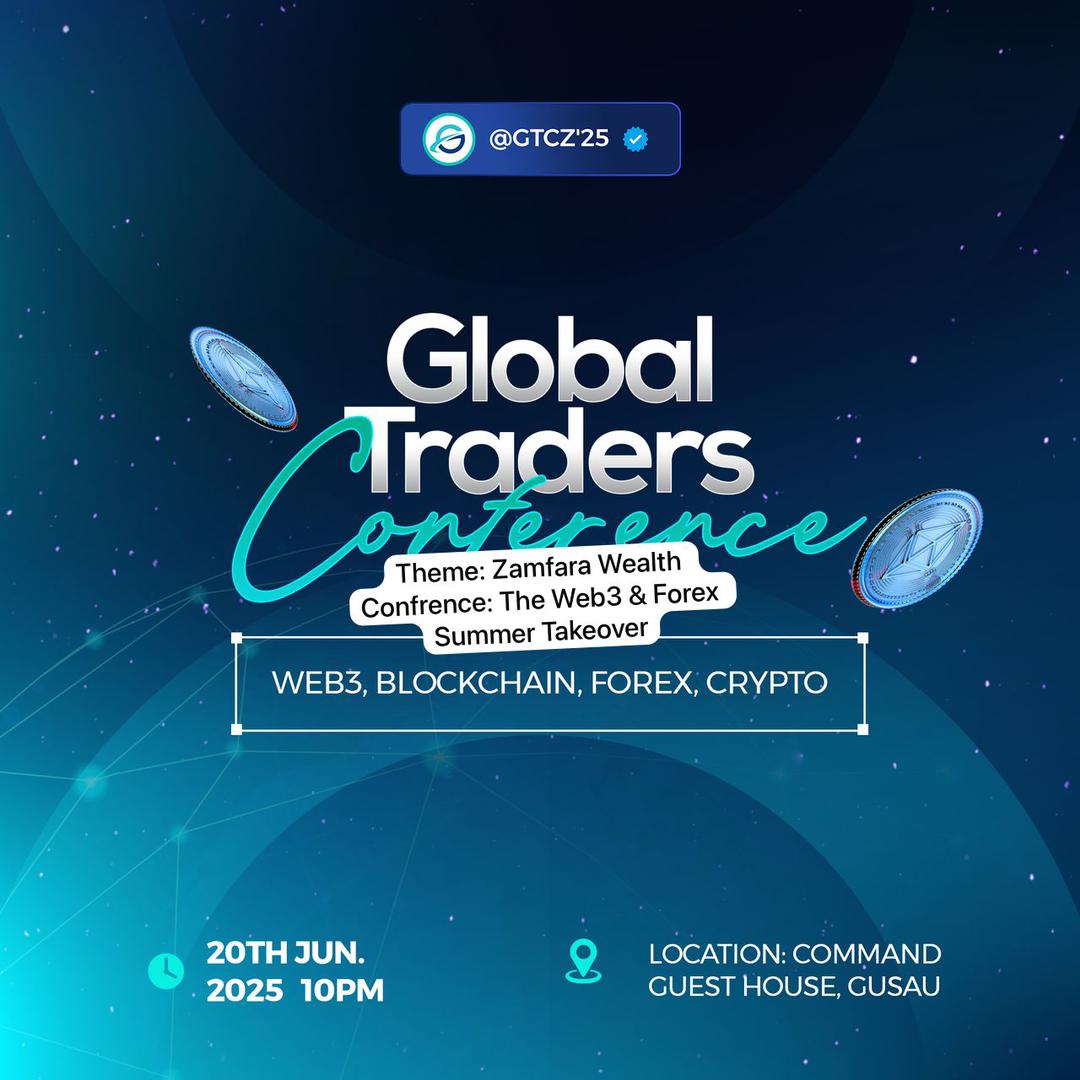 @GTCZ'25
Global
Traders
Conference
Theme: Zamfara Wealth
Confrence: The Web3 & Forex
Summer Takeover
WEB3, BLOCKCHAIN, FOREX, CRYPTO
20TH JUN.
2025 10PM
LOCATION: COMMAND
GUEST HOUSE, GUSAU